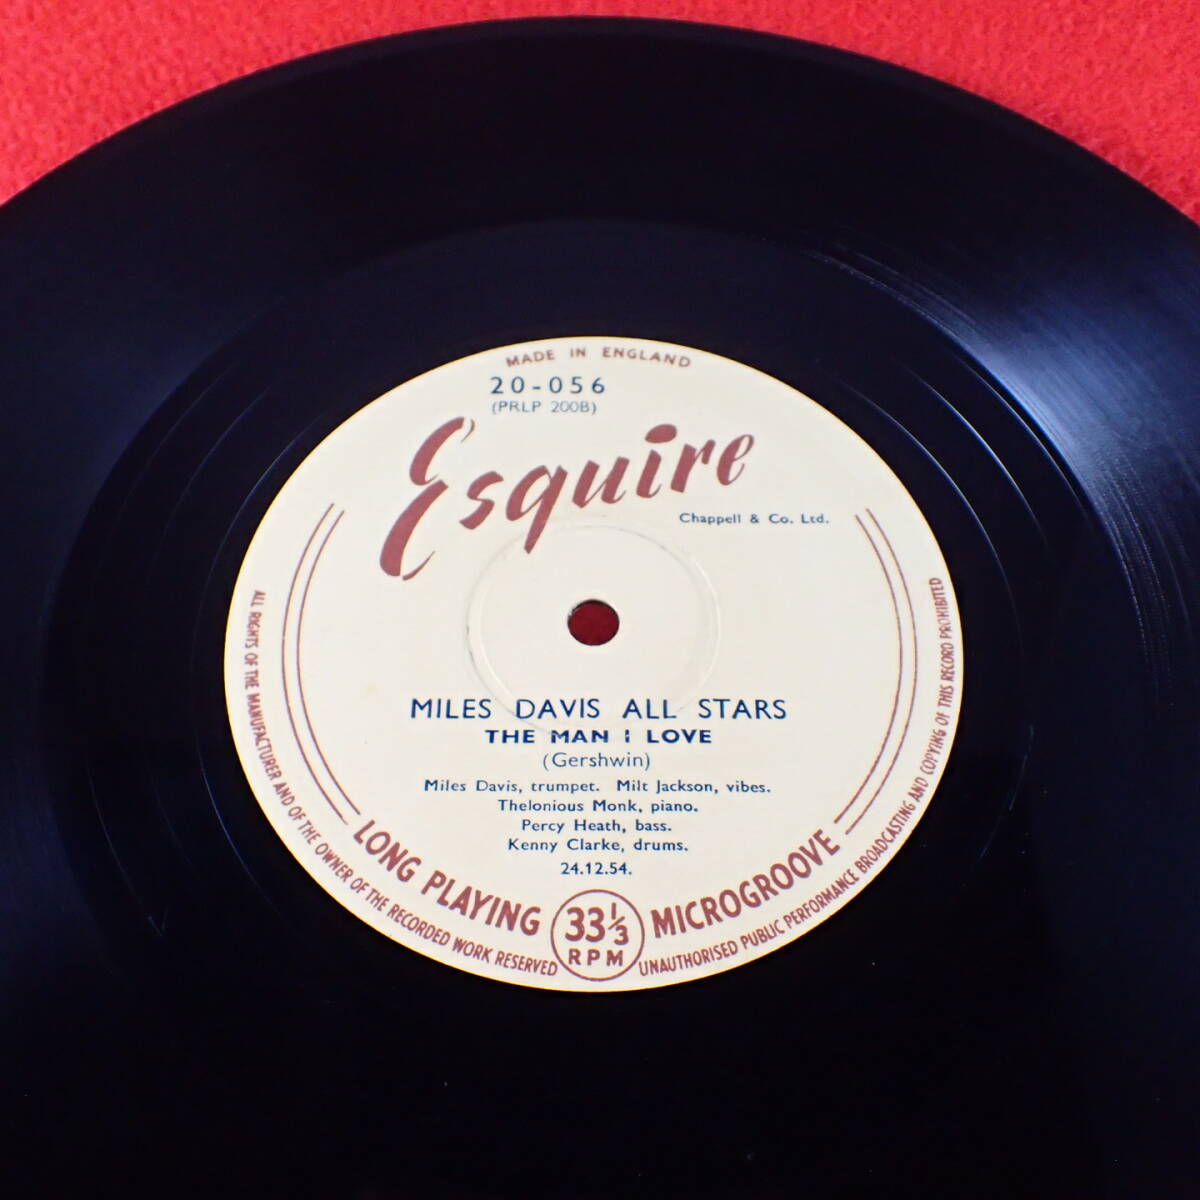 MADE IN ENGLAND
20-056
(PRLP 200B)
Esquire
Chappell & Co. Ltd.
MILES DAVIS ALL STARS
THE MAN I LOVE
(Gershwin)
Miles Davis, trumpet. Milt Jackson, vibes.
Thelonious Monk, piano.
Percy Heath, bass.
Kenny Clarke, drums.
24.12.54.
LONG PLAYING 33⅓ RPM MICROGROOVE
ALL RIGHTS OF THE MANUFACTURER AND OF THE OWNER OF THE RECORDED WORK RESERVED
UNAUTHORISED PUBLIC PERFORMANCE BROADCASTING AND COPYING OF THIS RECORD PROHIBITED